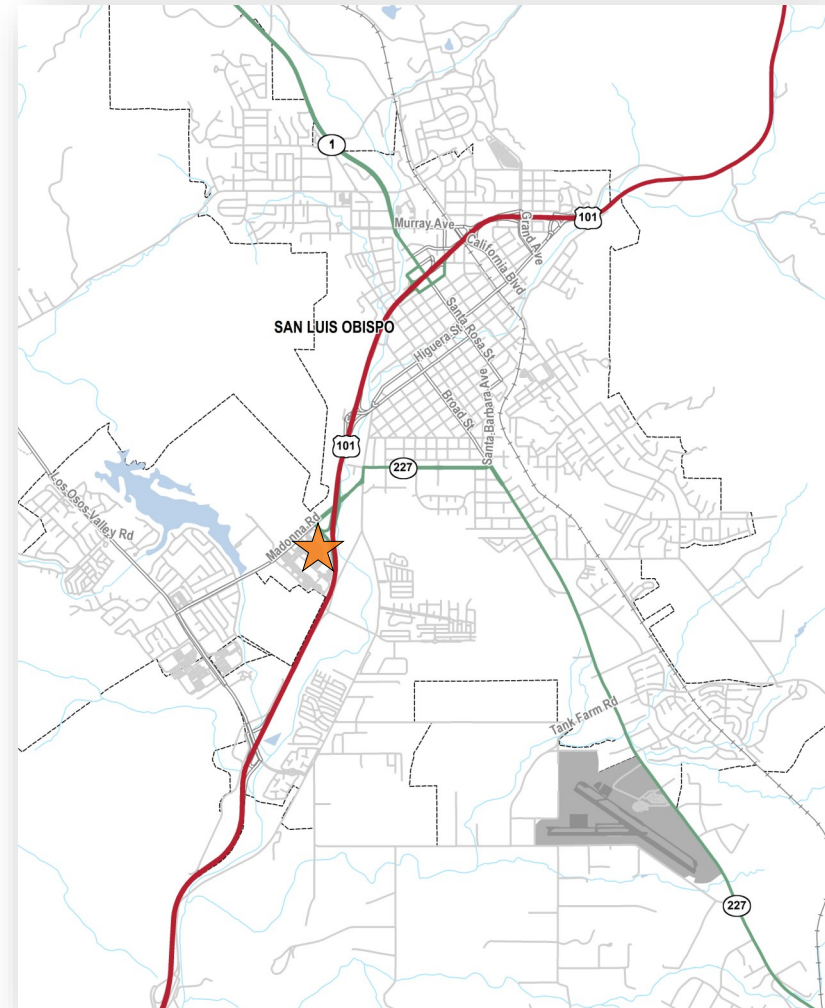 1
101
Murray Ave
Grand Ave
California Blvd
Santa Rosa St
SAN LUIS OBISPO
Higuera St
Broad St
Santa Barbara Ave
101
227
Los Osos Valley Rd
Madonna Rd
Tank Farm Rd
227